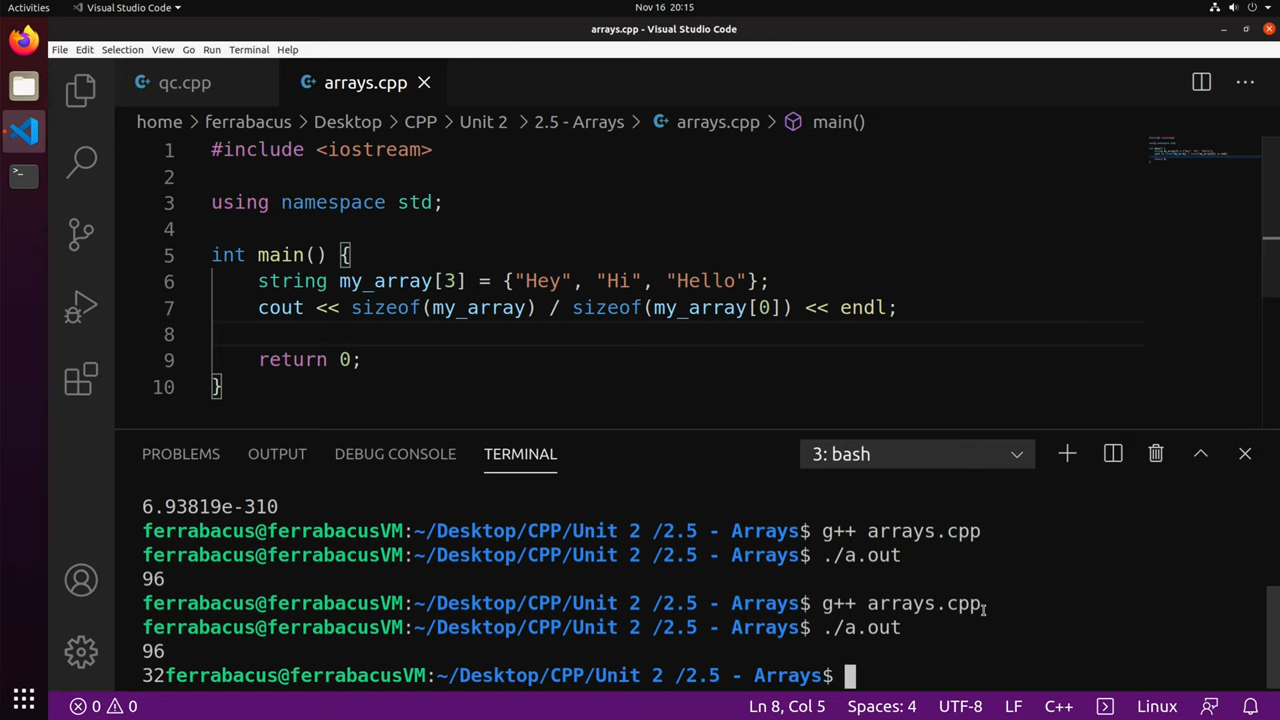 Activities
Visual Studio Code
Nov 16 20:15
arrays.cpp - Visual Studio Code
File Edit Selection View Go Run Terminal Help
qc.cpp
arrays.cpp
home > ferrabacus > Desktop > CPP > Unit 2 > 2.5 - Arrays > arrays.cpp > main()
1 #include <iostream>
2
3 using namespace std;
4
5 int main() {
6 string my_array[3] = {"Hey", "Hi", "Hello"};
7 cout << sizeof(my_array) / sizeof(my_array[0]) << endl;
8
9 return 0;
10 }
PROBLEMS OUTPUT DEBUG CONSOLE TERMINAL
3: bash
6.93819e-310
ferrabacus@ferrabacusVM:~/Desktop/CPP/Unit 2 /2.5 - Arrays$ g++ arrays.cpp
ferrabacus@ferrabacusVM:~/Desktop/CPP/Unit 2 /2.5 - Arrays$ ./a.out
96
ferrabacus@ferrabacusVM:~/Desktop/CPP/Unit 2 /2.5 - Arrays$ g++ arrays.cpp
ferrabacus@ferrabacusVM:~/Desktop/CPP/Unit 2 /2.5 - Arrays$ ./a.out
96
32ferrabacus@ferrabacusVM:~/Desktop/CPP/Unit 2 /2.5 - Arrays$
0 0
Ln 8, Col 5 Spaces: 4 UTF-8 LF C++ Linux